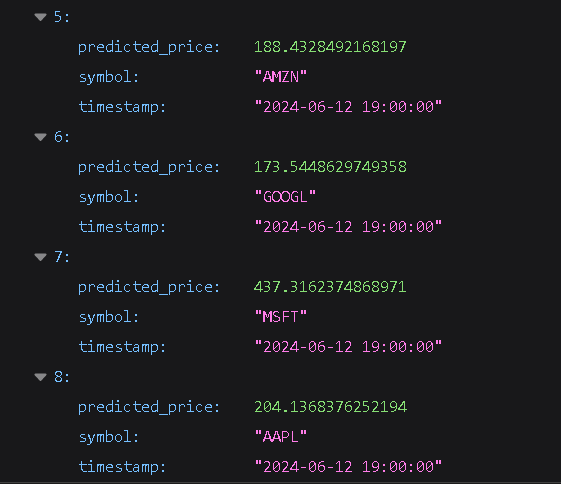 5:
predicted_price: 188.4328492168197
symbol: "AMZN"
timestamp: "2024-06-12 19:00:00"
6:
predicted_price: 173.5448629749358
symbol: "GOOGL"
timestamp: "2024-06-12 19:00:00"
7:
predicted_price: 437.3162374868971
symbol: "MSFT"
timestamp: "2024-06-12 19:00:00"
8:
predicted_price: 204.1368376252194
symbol: "AAPL"
timestamp: "2024-06-12 19:00:00"